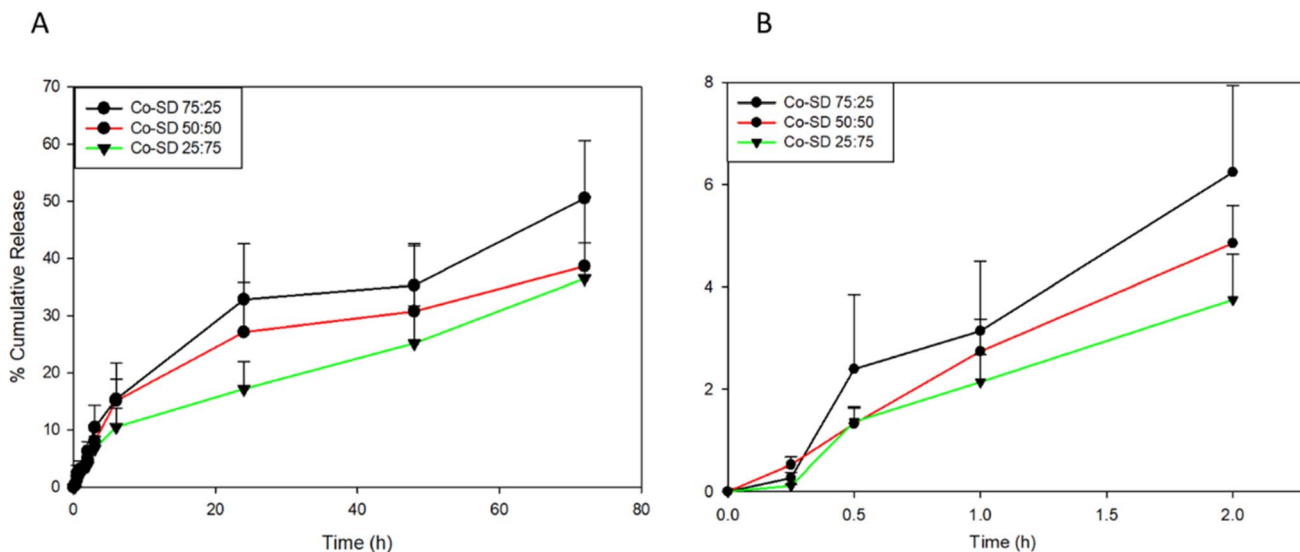 A
70
60
50
40
30
20
10
0
% Cumulative Release
Co-SD 75:25
Co-SD 50:50
Co-SD 25:75
0 20 40 60 80
Time (h)
B
8
6
4
2
0
Co-SD 75:25
Co-SD 50:50
Co-SD 25:75
0.0 0.5 1.0 1.5 2.0
Time (h)